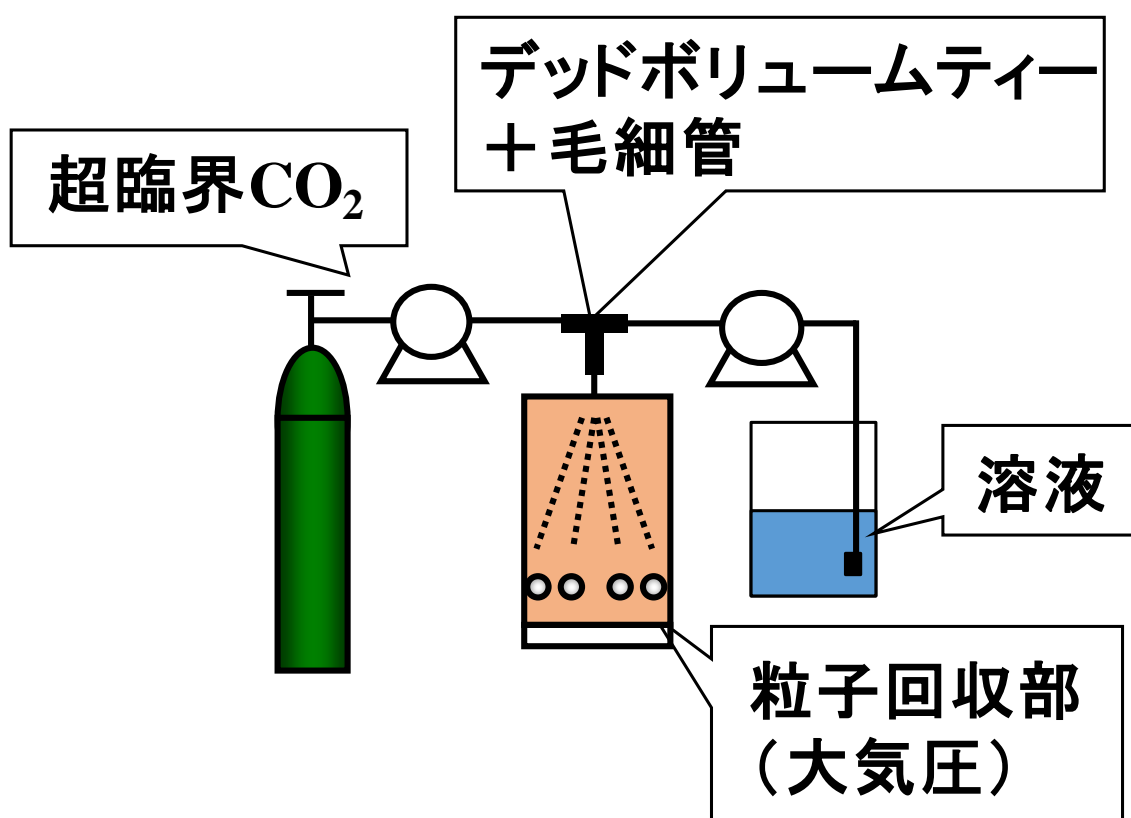 デッドボリュームティー
＋毛細管
超臨界CO₂
溶液
粒子回収部
（大気圧）